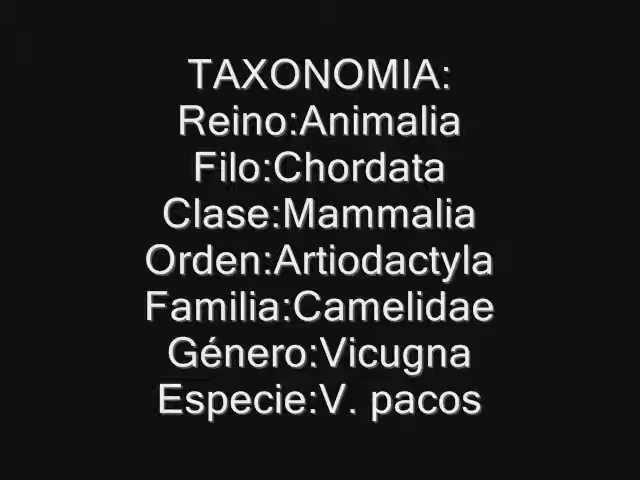 TAXONOMIA:
Reino:Animalia
Filo:Chordata
Clase:Mammalia
Orden:Artiodactyla
Familia:Camelidae
Género:Vicugna
Especie:V. pacos